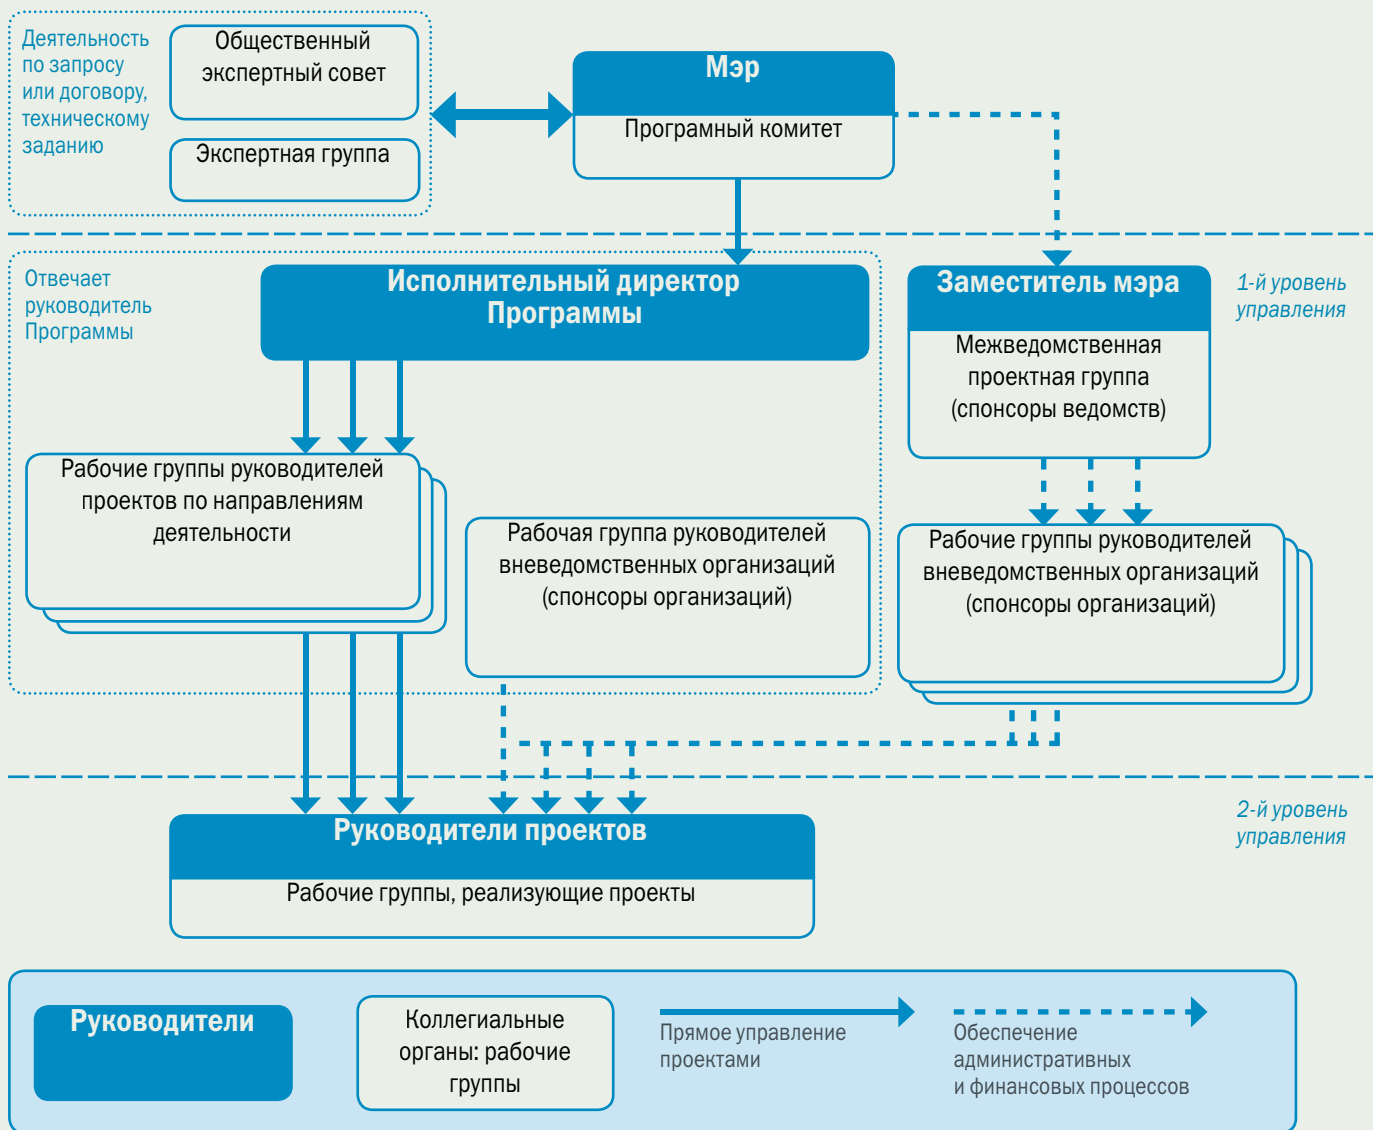 Деятельность
по запросу
или договору,
техническому
заданию
Общественный
экспертный совет
Экспертная группа
Мэр
Програмный комитет
Отвечает
руководитель
Программы
Исполнительный директор
Программы
Заместитель мэра
Межведомственная
проектная группа
(спонсоры ведомств)
1-й уровень
управления
Рабочие группы руководителей
проектов по направлениям
деятельности
Рабочая группа руководителей
вневедомственных организаций
(спонсоры организаций)
Рабочие группы руководителей
вневедомственных организаций
(спонсоры организаций)
2-й уровень
управления
Руководители проектов
Рабочие группы, реализующие проекты
Руководители
Коллегиальные
органы: рабочие
группы
Прямое управление
проектами
Обеспечение
административных
и финансовых процессов